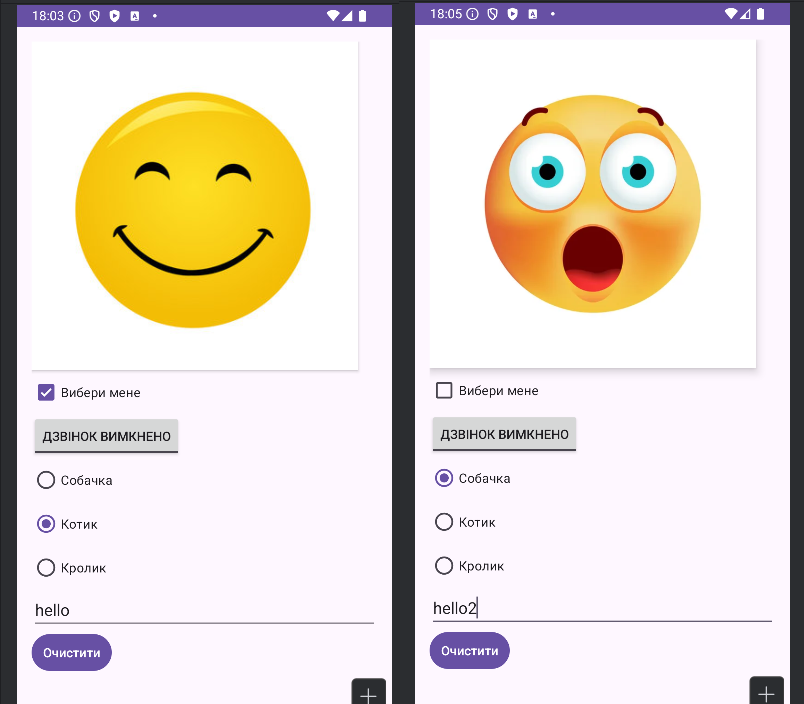 18:03
Вибери мене
ДЗВІНОК ВИМКНЕНО
Собачка
Котик
Кролик
hello
Очистити
18:05
Вибери мене
ДЗВІНОК ВИМКНЕНО
Собачка
Котик
Кролик
hello2
Очистити